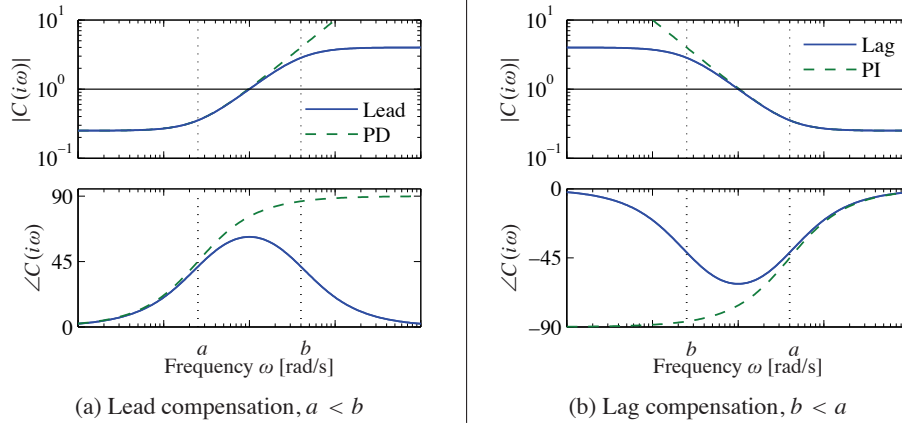 10^1
10^0
10^-1
|C(iω)|
Lead
PD
90
45
0
∠C(iω)
a
b
Frequency ω [rad/s]
(a) Lead compensation, a < b
10^1
10^0
10^-1
|C(iω)|
Lag
PI
0
−45
−90
∠C(iω)
b
a
Frequency ω [rad/s]
(b) Lag compensation, b < a